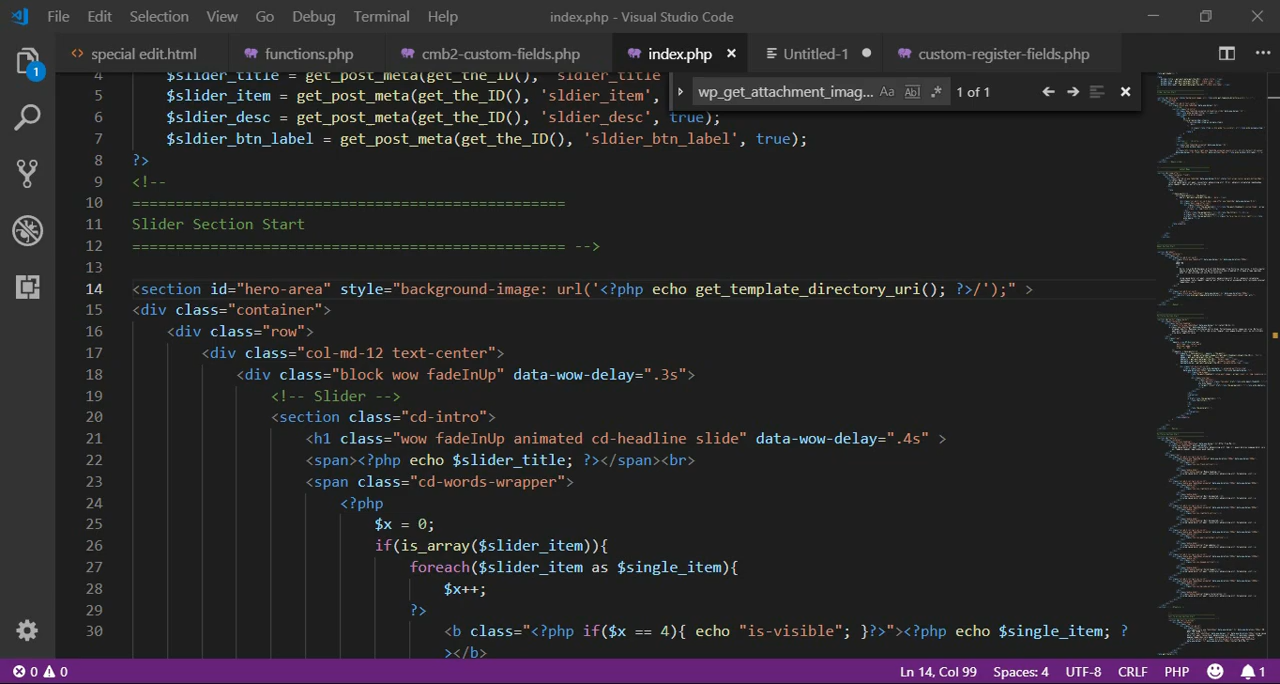 File Edit Selection View Go Debug Terminal Help index.php - Visual Studio Code
special edit.html functions.php cmb2-custom-fields.php index.php Untitled-1 custom-register-fields.php
1
wp_get_attachment_imag... Aa Abl .* 1 of 1
4 $slider_title = get_post_meta(get_the_ID(), 'sldier_title
5 $slider_item = get_post_meta(get_the_ID(), 'sldier_item',
6 $sldier_desc = get_post_meta(get_the_ID(), 'sldier_desc', true);
7 $sldier_btn_label = get_post_meta(get_the_ID(), 'sldier_btn_label', true);
8 ?>
9 <!--
10 ==================================================
11 Slider Section Start
12 ================================================== -->
13
14 <section id="hero-area" style="background-image: url('<?php echo get_template_directory_uri(); ?>/');" >
15 <div class="container">
16 <div class="row">
17 <div class="col-md-12 text-center">
18 <div class="block wow fadeInUp" data-wow-delay=".3s">
19 <!-- Slider -->
20 <section class="cd-intro">
21 <h1 class="wow fadeInUp animated cd-headline slide" data-wow-delay=".4s" >
22 <span><?php echo $slider_title; ?></span><br>
23 <span class="cd-words-wrapper">
24 <?php
25 $x = 0;
26 if(is_array($slider_item)){
27 foreach($slider_item as $single_item){
28 $x++;
29 ?>
30 <b class="<?php if($x == 4){ echo "is-visible"; }?>"><?php echo $single_item; ?
></b>
0 0 Ln 14, Col 99 Spaces: 4 UTF-8 CRLF PHP 1